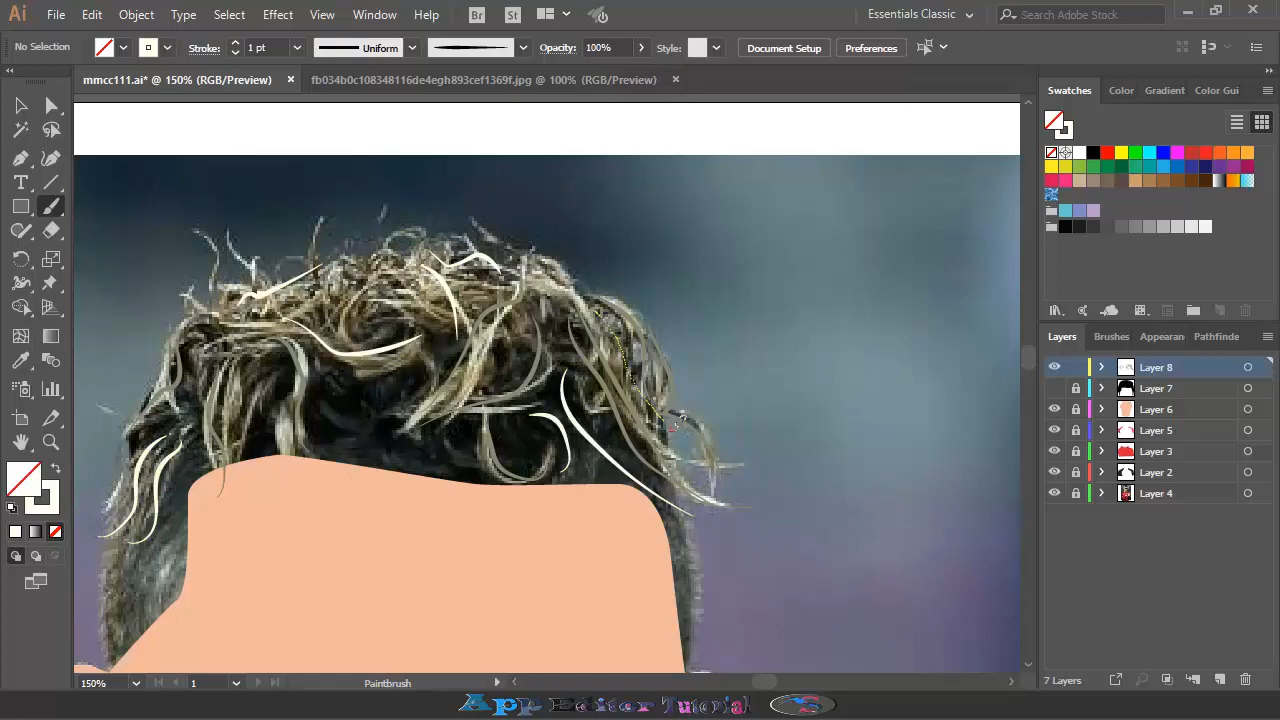 Ai File Edit Object Type Select Effect View Window Help Br St Essentials Classic Search Adobe Stock
No Selection Stroke: 1 pt Uniform Opacity: 100% Style: Document Setup Preferences
mmcc111.ai* @ 150% (RGB/Preview) × fb034b0c108348116de4egh893cef1369f.jpg @ 100% (RGB/Preview) ×
Swatches Color Gradient Color Gui
Layers Brushes Appearan Pathfinde
Layer 8
Layer 7
Layer 6
Layer 5
Layer 3
Layer 2
Layer 4
7 Layers
150% 1 Paintbrush
App Editor Tutorial